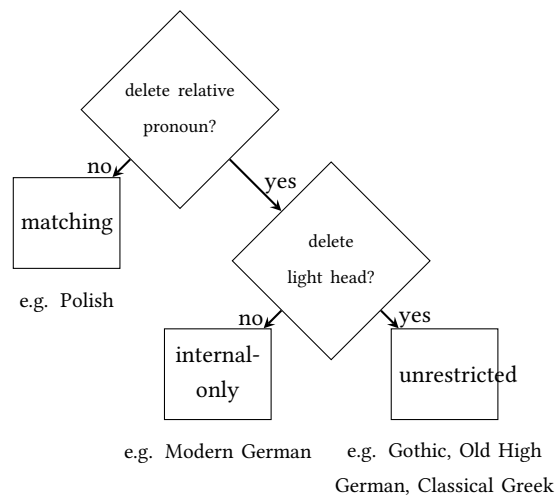 delete relative
pronoun?
no
yes
matching
e.g. Polish
delete
light head?
no
yes
internal-
only
unrestricted
e.g. Modern German
e.g. Gothic, Old High
German, Classical Greek